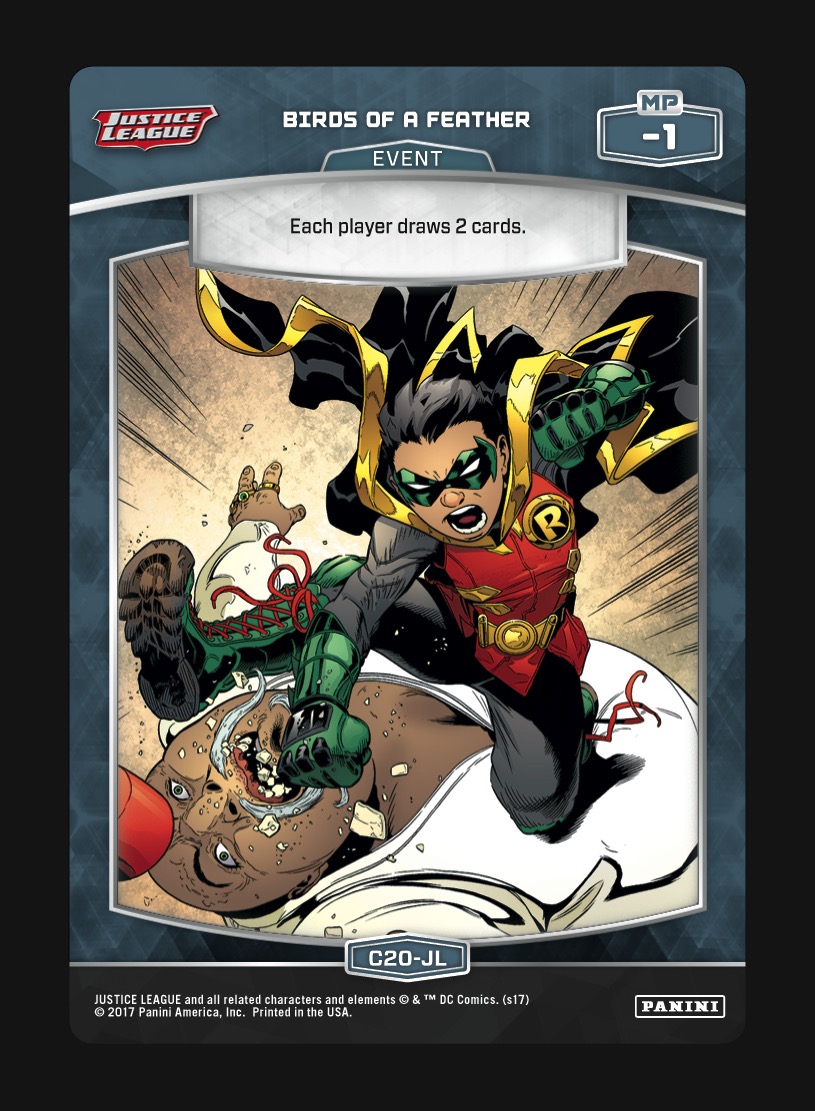 JUSTICE LEAGUE
BIRDS OF A FEATHER
MP
-1
EVENT
Each player draws 2 cards.
R
C20-JL
JUSTICE LEAGUE and all related characters and elements © & ™ DC Comics. (s17)
© 2017 Panini America, Inc. Printed in the USA.
PANINI